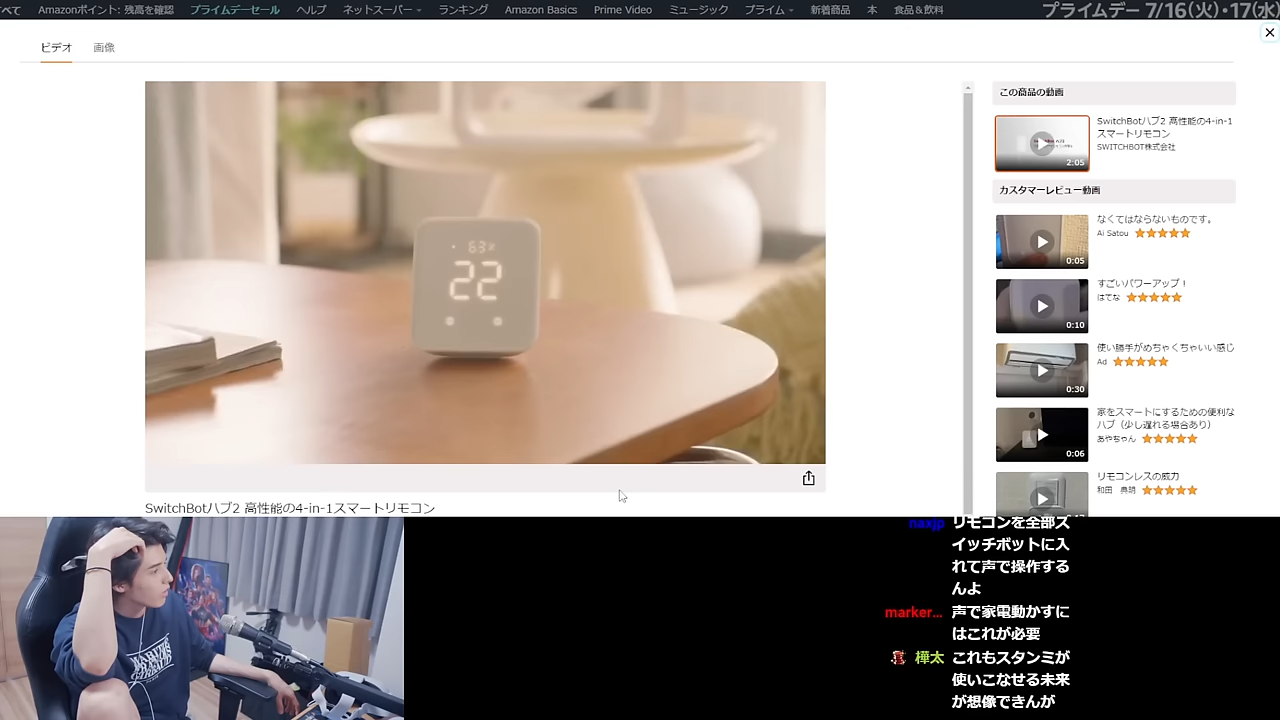 べて Amazonポイント: 残高を確認 プライムデーセール ヘルプ ネットスーパー ランキング Amazon Basics Prime Video ミュージック プライム 新着商品 本 食品&飲料 プライムデー 7/16(火)・17(水)
ビデオ 画像
この商品の動画
SwitchBotハブ2 高性能の4-in-1
スマートリモコン
SWITCHBOT株式会社
2:05
カスタマーレビュー動画
なくてはならないものです。
Ai Satou
0:05
すごいパワーアップ!
はてな
0:10
使い勝手がめちゃくちゃいい感じ
Ad
0:30
家をスマートにするための便利な
ハブ(少し遅れる場合あり)
あやちゃん
0:06
リモコンレスの威力
和田 典明
63%
22
SwitchBotハブ2 高性能の4-in-1スマートリモコン
naxjp リモコンを全部ス
イッチボットに入
れて声で操作する
んよ
marker... 声で家電動かすに
はこれが必要
樺太 これもスタンミが
使いこなせる未来
が想像できんが